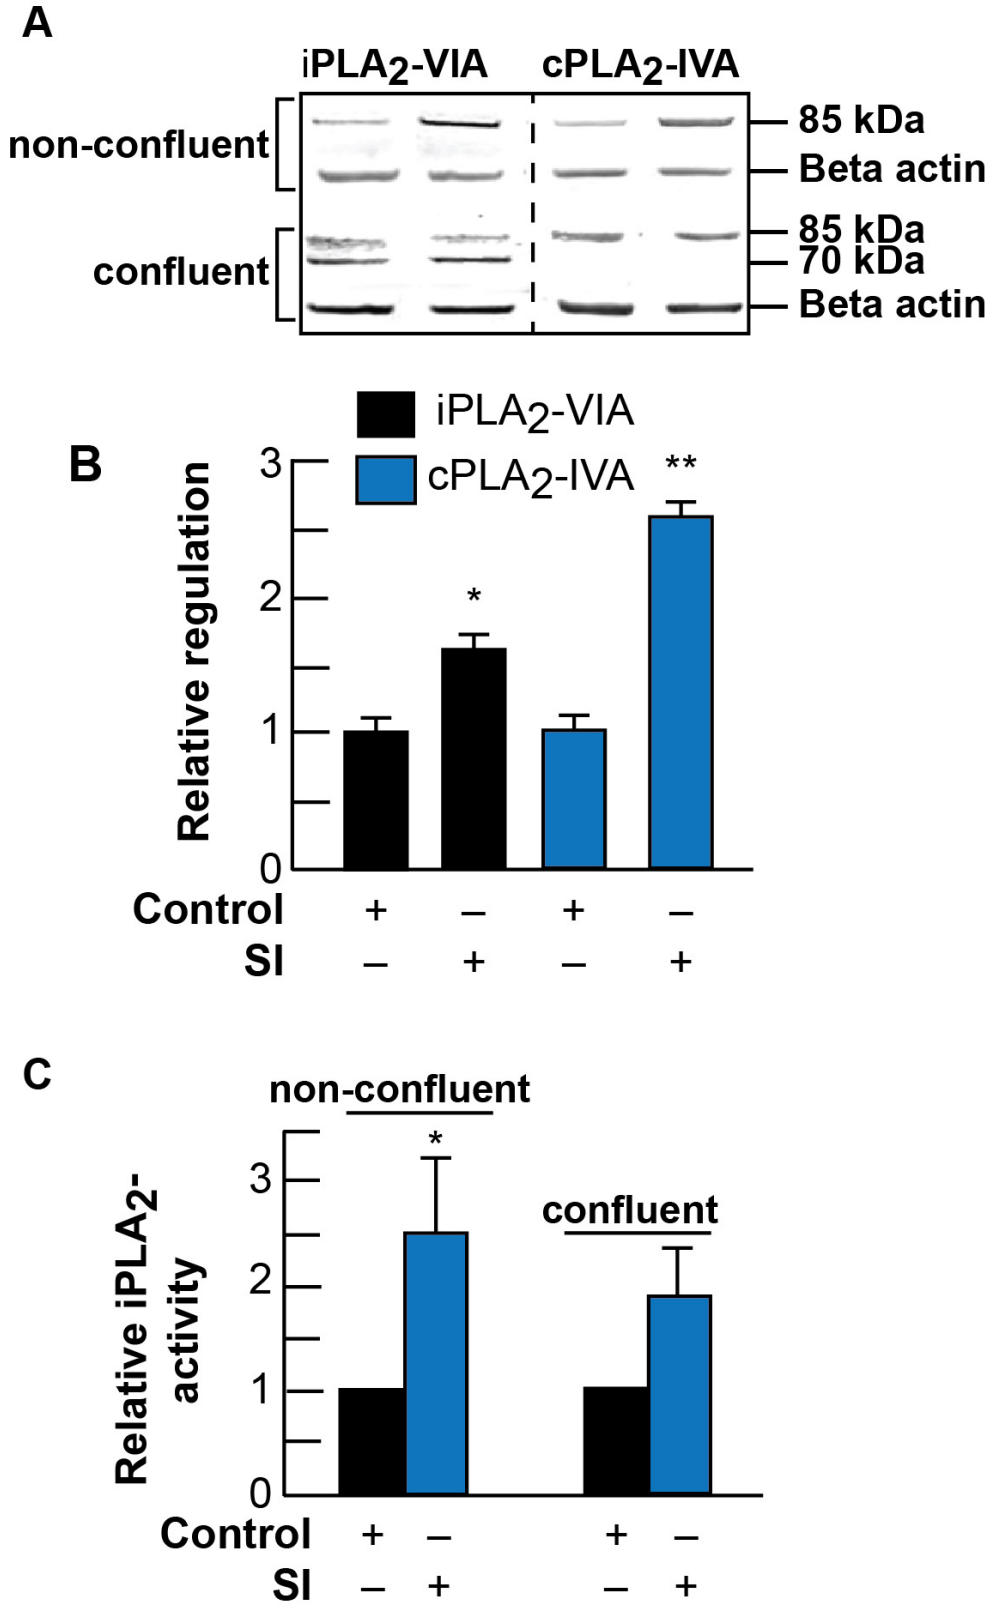 A
iPLA2-VIA cPLA2-IVA
non-confluent
85 kDa
Beta actin
confluent
85 kDa
70 kDa
Beta actin
B
iPLA2-VIA
cPLA2-IVA
Relative regulation
3
2
1
0
*
**
Control + – + –
SI – + – +
C
non-confluent
confluent
*
Relative iPLA2-
activity
3
2
1
0
Control + – + –
SI – + – +